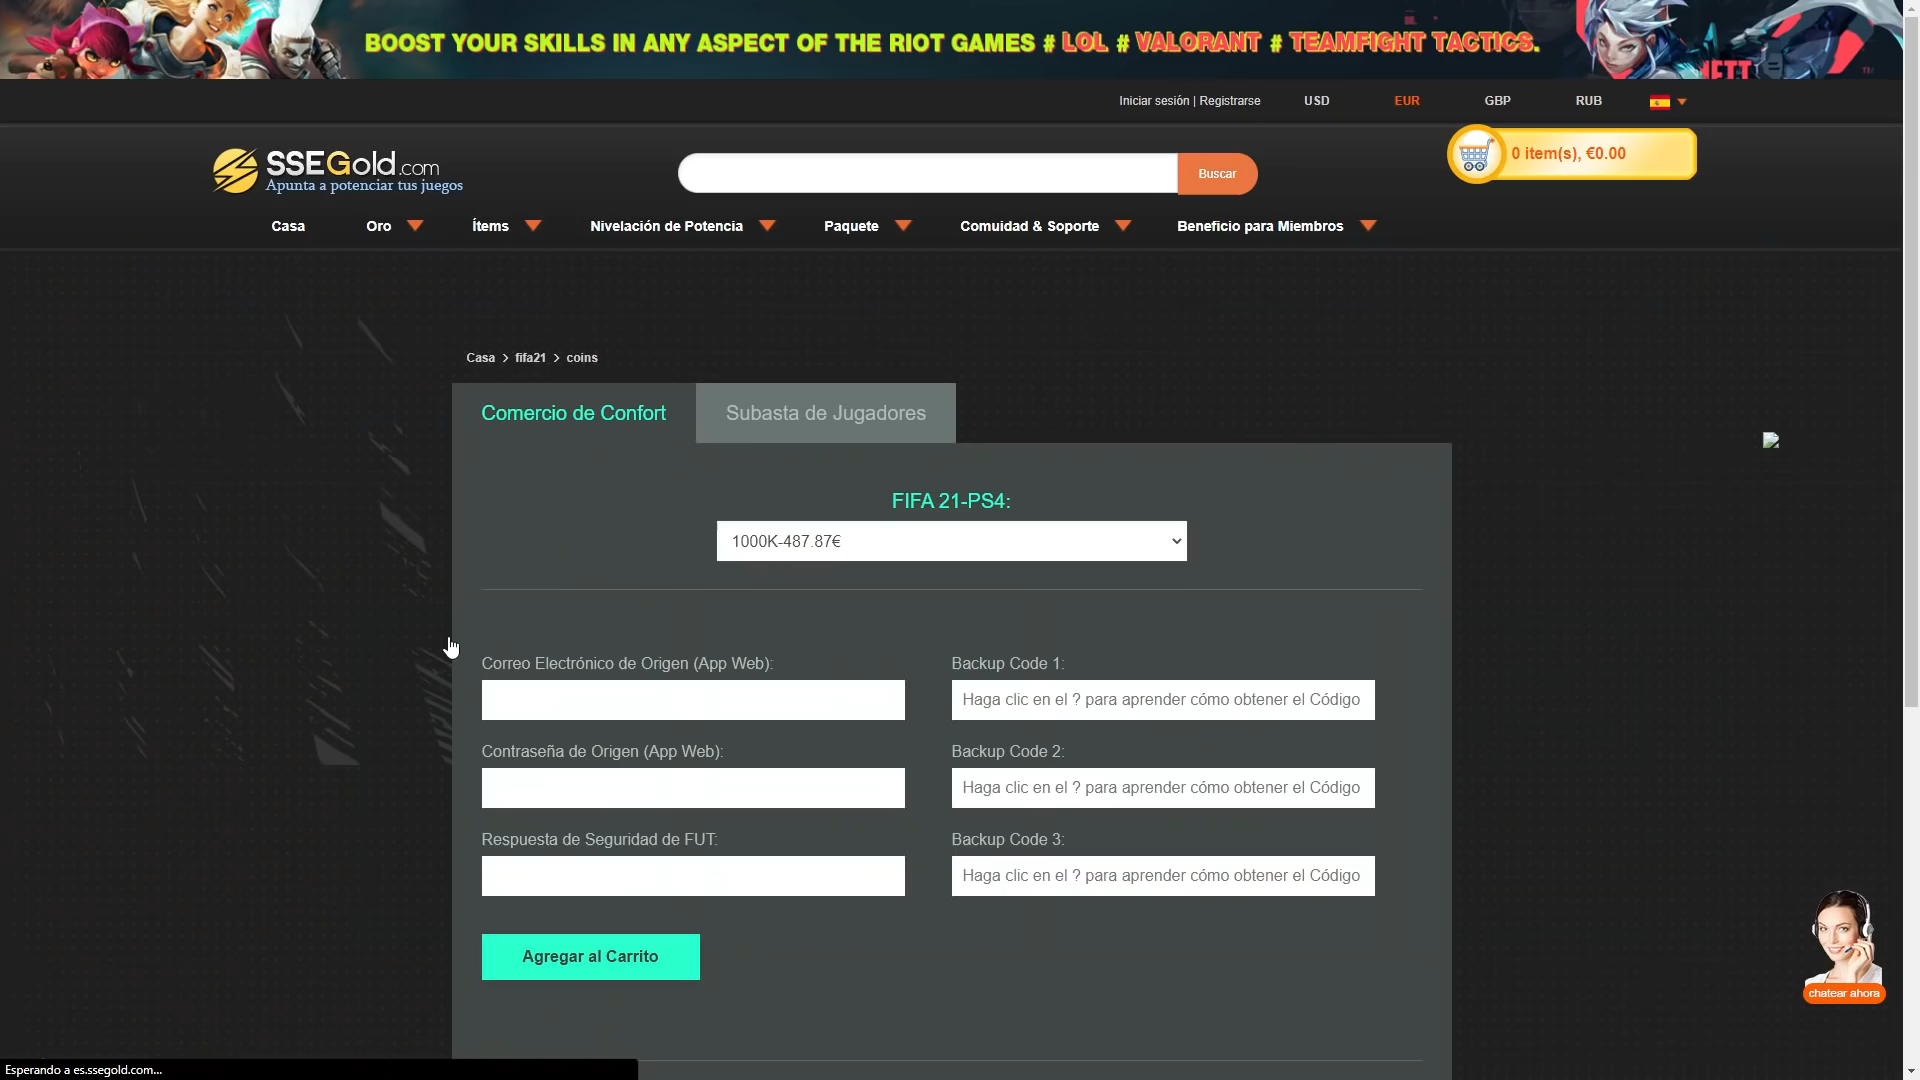 BOOST YOUR SKILLS IN ANY ASPECT OF THE RIOT GAMES # LOL # VALORANT # TEAMFIGHT TACTICS.
JETT
Iniciar sesión | Registrarse
USD
EUR
GBP
RUB
SSEGold.com
Apunta a potenciar tus juegos
Buscar
0 item(s), €0.00
Casa
Oro
Ítems
Nivelación de Potencia
Paquete
Comuidad & Soporte
Beneficio para Miembros
Casa > fifa21 > coins
Comercio de Confort
Subasta de Jugadores
FIFA 21-PS4:
1000K-487.87€
Correo Electrónico de Origen (App Web):
Backup Code 1:
Haga clic en el ? para aprender cómo obtener el Código
Contraseña de Origen (App Web):
Backup Code 2:
Haga clic en el ? para aprender cómo obtener el Código
Respuesta de Seguridad de FUT:
Backup Code 3:
Haga clic en el ? para aprender cómo obtener el Código
Agregar al Carrito
chatear ahora
Esperando a es.ssegold.com...